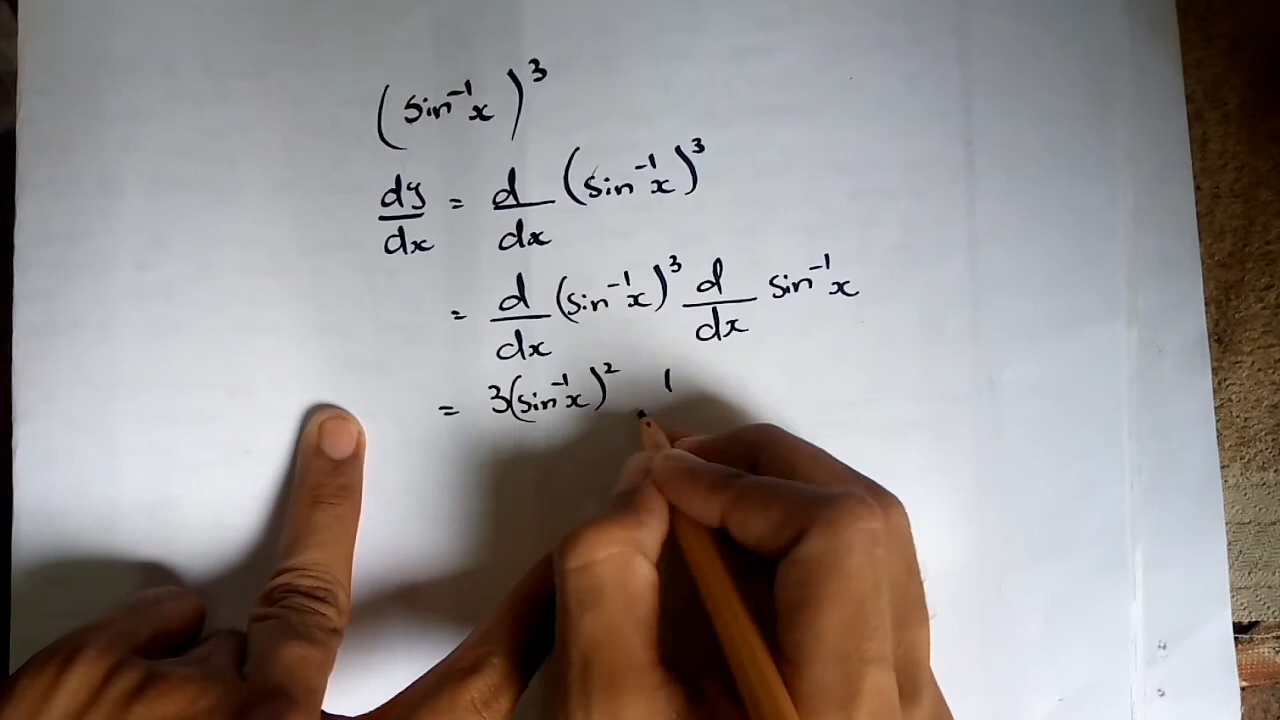 (sin⁻¹x)³
dy/dx = d/dx (sin⁻¹x)³
= d/dx (sin⁻¹x)³ d/dx sin⁻¹x
= 3(sin⁻¹x)² 1